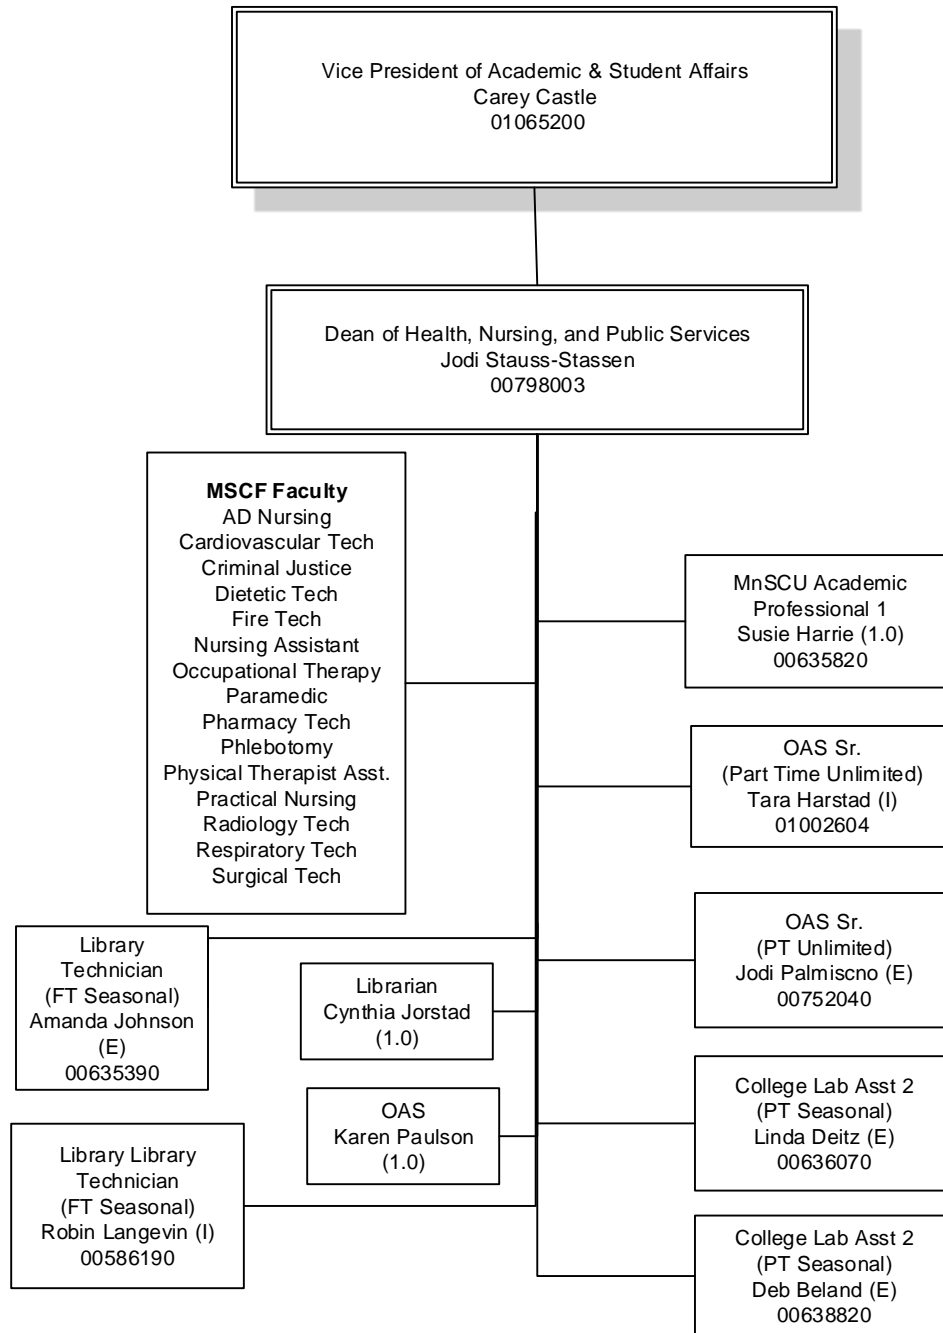 Vice President of Academic & Student Affairs
Carey Castle
01065200
Dean of Health, Nursing, and Public Services
Jodi Stauss-Stassen
00798003
MSCF Faculty
AD Nursing
Cardiovascular Tech
Criminal Justice
Dietetic Tech
Fire Tech
Nursing Assistant
Occupational Therapy
Paramedic
Pharmacy Tech
Phlebotomy
Physical Therapist Asst.
Practical Nursing
Radiology Tech
Respiratory Tech
Surgical Tech
MnSCU Academic
Professional 1
Susie Harrie (1.0)
00635820
OAS Sr.
(Part Time Unlimited)
Tara Harstad (I)
01002604
OAS Sr.
(PT Unlimited)
Jodi Palmiscno (E)
00752040
Library
Technician
(FT Seasonal)
Amanda Johnson
(E)
00635390
Librarian
Cynthia Jorstad
(1.0)
College Lab Asst 2
(PT Seasonal)
Linda Deitz (E)
00636070
OAS
Karen Paulson
(1.0)
Library Library
Technician
(FT Seasonal)
Robin Langevin (I)
00586190
College Lab Asst 2
(PT Seasonal)
Deb Beland (E)
00638820